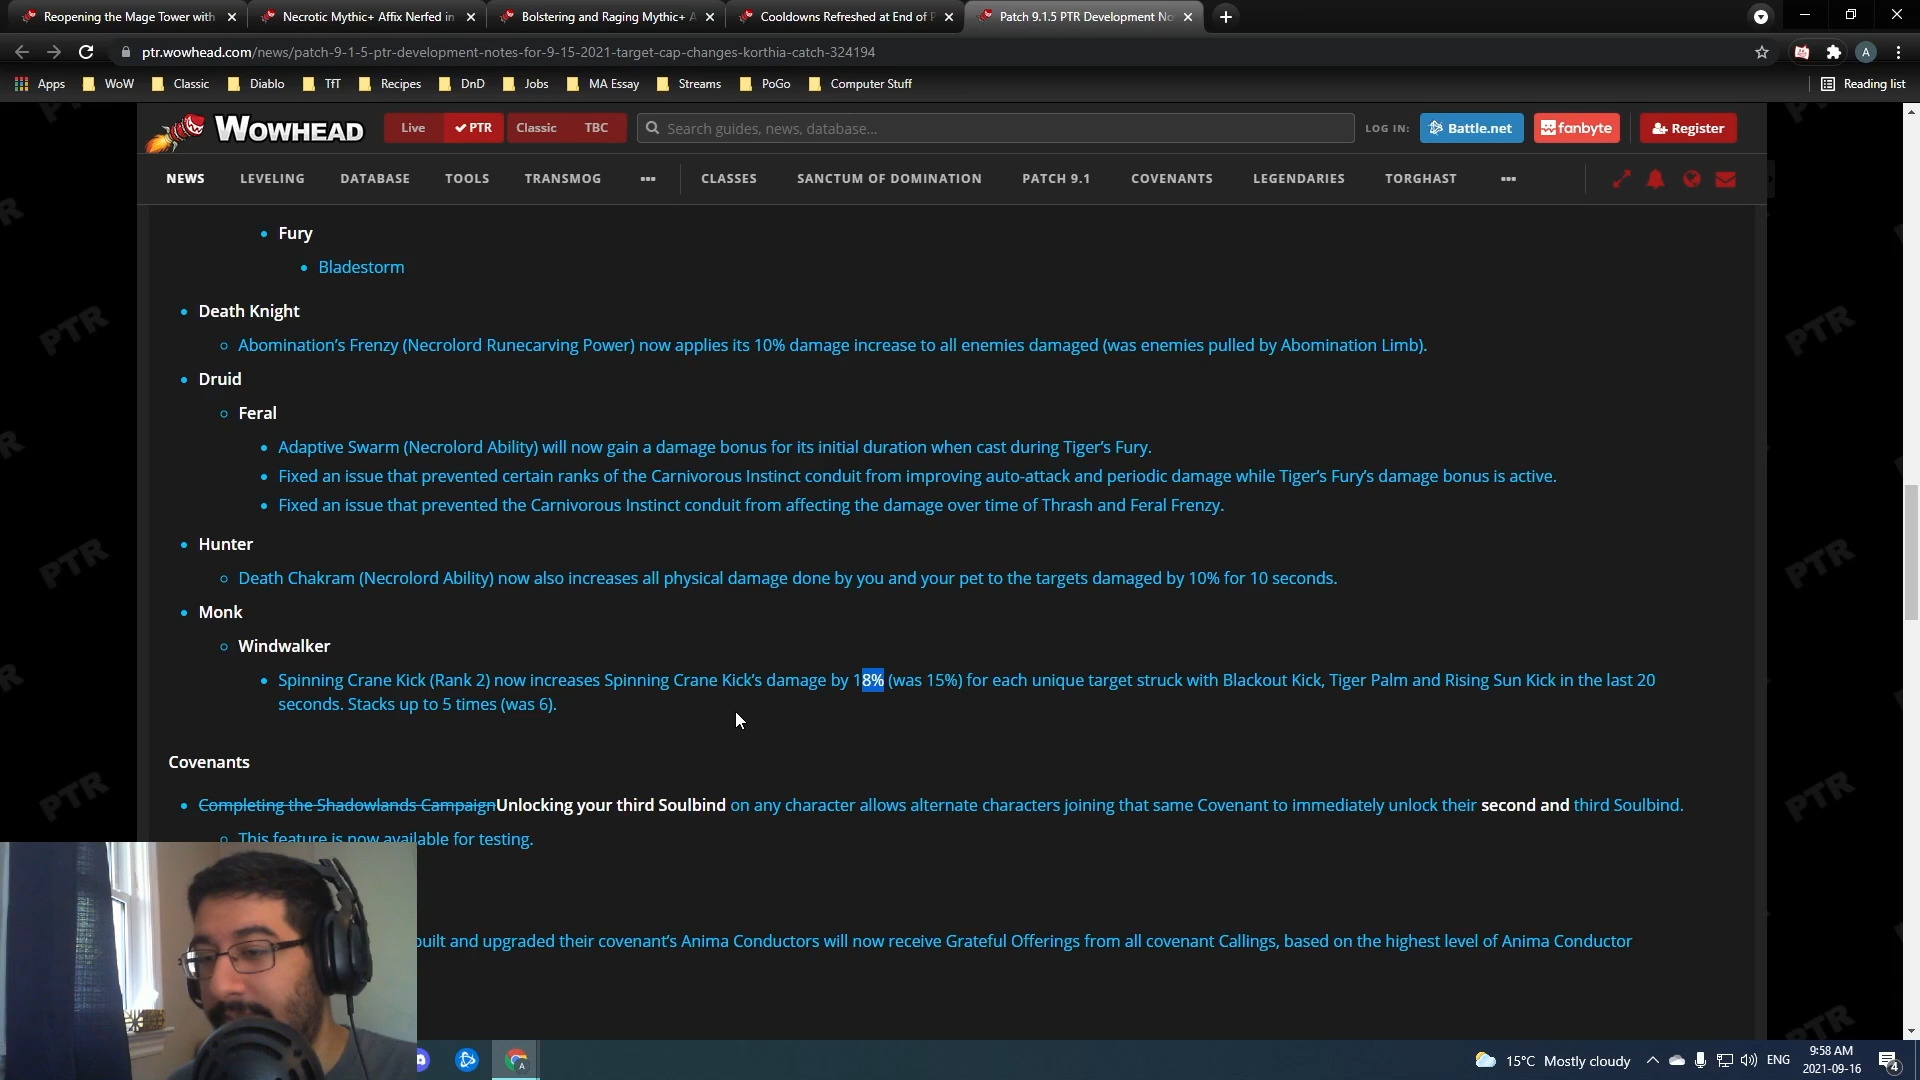 Reopening the Mage Tower with
Necrotic Mythic+ Affix Nerfed in
Bolstering and Raging Mythic+ A
Cooldowns Refreshed at End of P
Patch 9.1.5 PTR Development No
ptr.wowhead.com/news/patch-9-1-5-ptr-development-notes-for-9-15-2021-target-cap-changes-korthia-catch-324194
A
Apps WoW Classic Diablo TfT Recipes DnD Jobs MA Essay Streams PoGo Computer Stuff Reading list
WOWHEAD Live PTR Classic TBC Search guides, news, database... LOG IN: Battle.net fanbyte Register
NEWS LEVELING DATABASE TOOLS TRANSMOG CLASSES SANCTUM OF DOMINATION PATCH 9.1 COVENANTS LEGENDARIES TORGHAST
Fury
Bladestorm
Death Knight
Abomination's Frenzy (Necrolord Runecarving Power) now applies its 10% damage increase to all enemies damaged (was enemies pulled by Abomination Limb).
Druid
Feral
Adaptive Swarm (Necrolord Ability) will now gain a damage bonus for its initial duration when cast during Tiger's Fury.
Fixed an issue that prevented certain ranks of the Carnivorous Instinct conduit from improving auto-attack and periodic damage while Tiger's Fury's damage bonus is active.
Fixed an issue that prevented the Carnivorous Instinct conduit from affecting the damage over time of Thrash and Feral Frenzy.
Hunter
Death Chakram (Necrolord Ability) now also increases all physical damage done by you and your pet to the targets damaged by 10% for 10 seconds.
Monk
Windwalker
Spinning Crane Kick (Rank 2) now increases Spinning Crane Kick's damage by 18% (was 15%) for each unique target struck with Blackout Kick, Tiger Palm and Rising Sun Kick in the last 20
seconds. Stacks up to 5 times (was 6).
Covenants
Completing the Shadowlands CampaignUnlocking your third Soulbind on any character allows alternate characters joining that same Covenant to immediately unlock their second and third Soulbind.
This feature is now available for testing.
built and upgraded their covenant's Anima Conductors will now receive Grateful Offerings from all covenant Callings, based on the highest level of Anima Conductor
PTR
PTR
PTR
PTR
PTR
PTR
PTR
15°C Mostly cloudy ENG 9:58 AM
2021-09-16
4